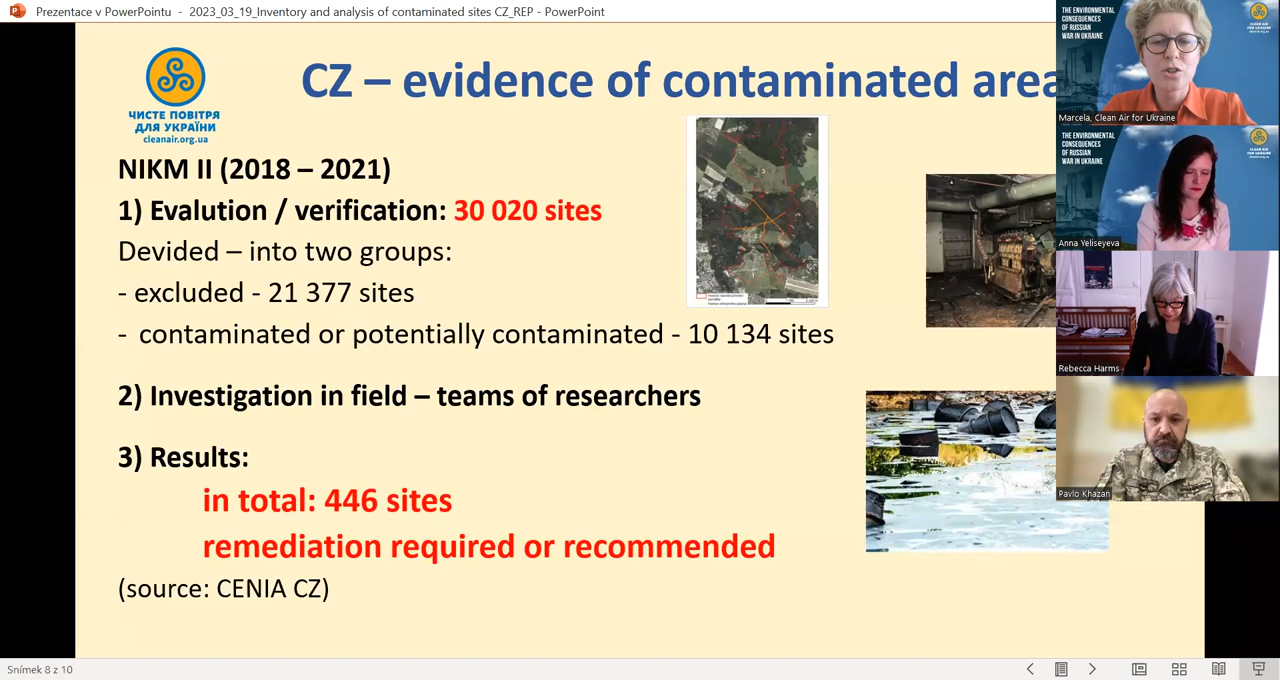 Prezentace v PowerPointu - 2023_03_19_Inventory and analysis of contaminated sites CZ_REP - PowerPoint
ЧИСТЕ ПОВІТРЯ
ДЛЯ УКРАЇНИ
cleanair.org.ua
CZ – evidence of contaminated area
NIKM II (2018 – 2021)
1) Evalution / verification: 30 020 sites
Devided – into two groups:
- excluded - 21 377 sites
- contaminated or potentially contaminated - 10 134 sites
2) Investigation in field – teams of researchers
3) Results:
in total: 446 sites
remediation required or recommended
(source: CENIA CZ)
THE ENVIRONMENTAL
CONSEQUENCES
OF RUSSIAN
WAR IN UKRAINE
Marcela, Clean Air for Ukraine
THE ENVIRONMENTAL
CONSEQUENCES
OF RUSSIAN
WAR IN UKRAINE
Anna Yeliseyeva
Rebecca Harms
Pavlo Khazan
Snímek 8 z 10